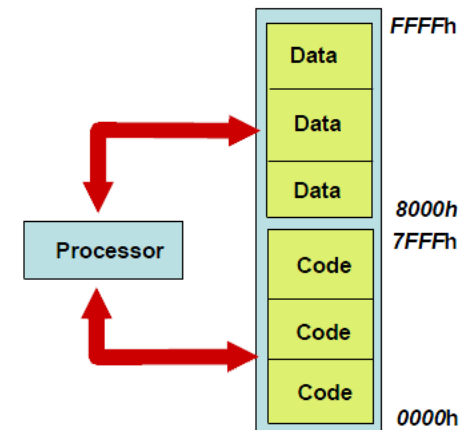 FFFFh
Data
Data
Data
8000h
7FFFh
Processor
Code
Code
Code
0000h